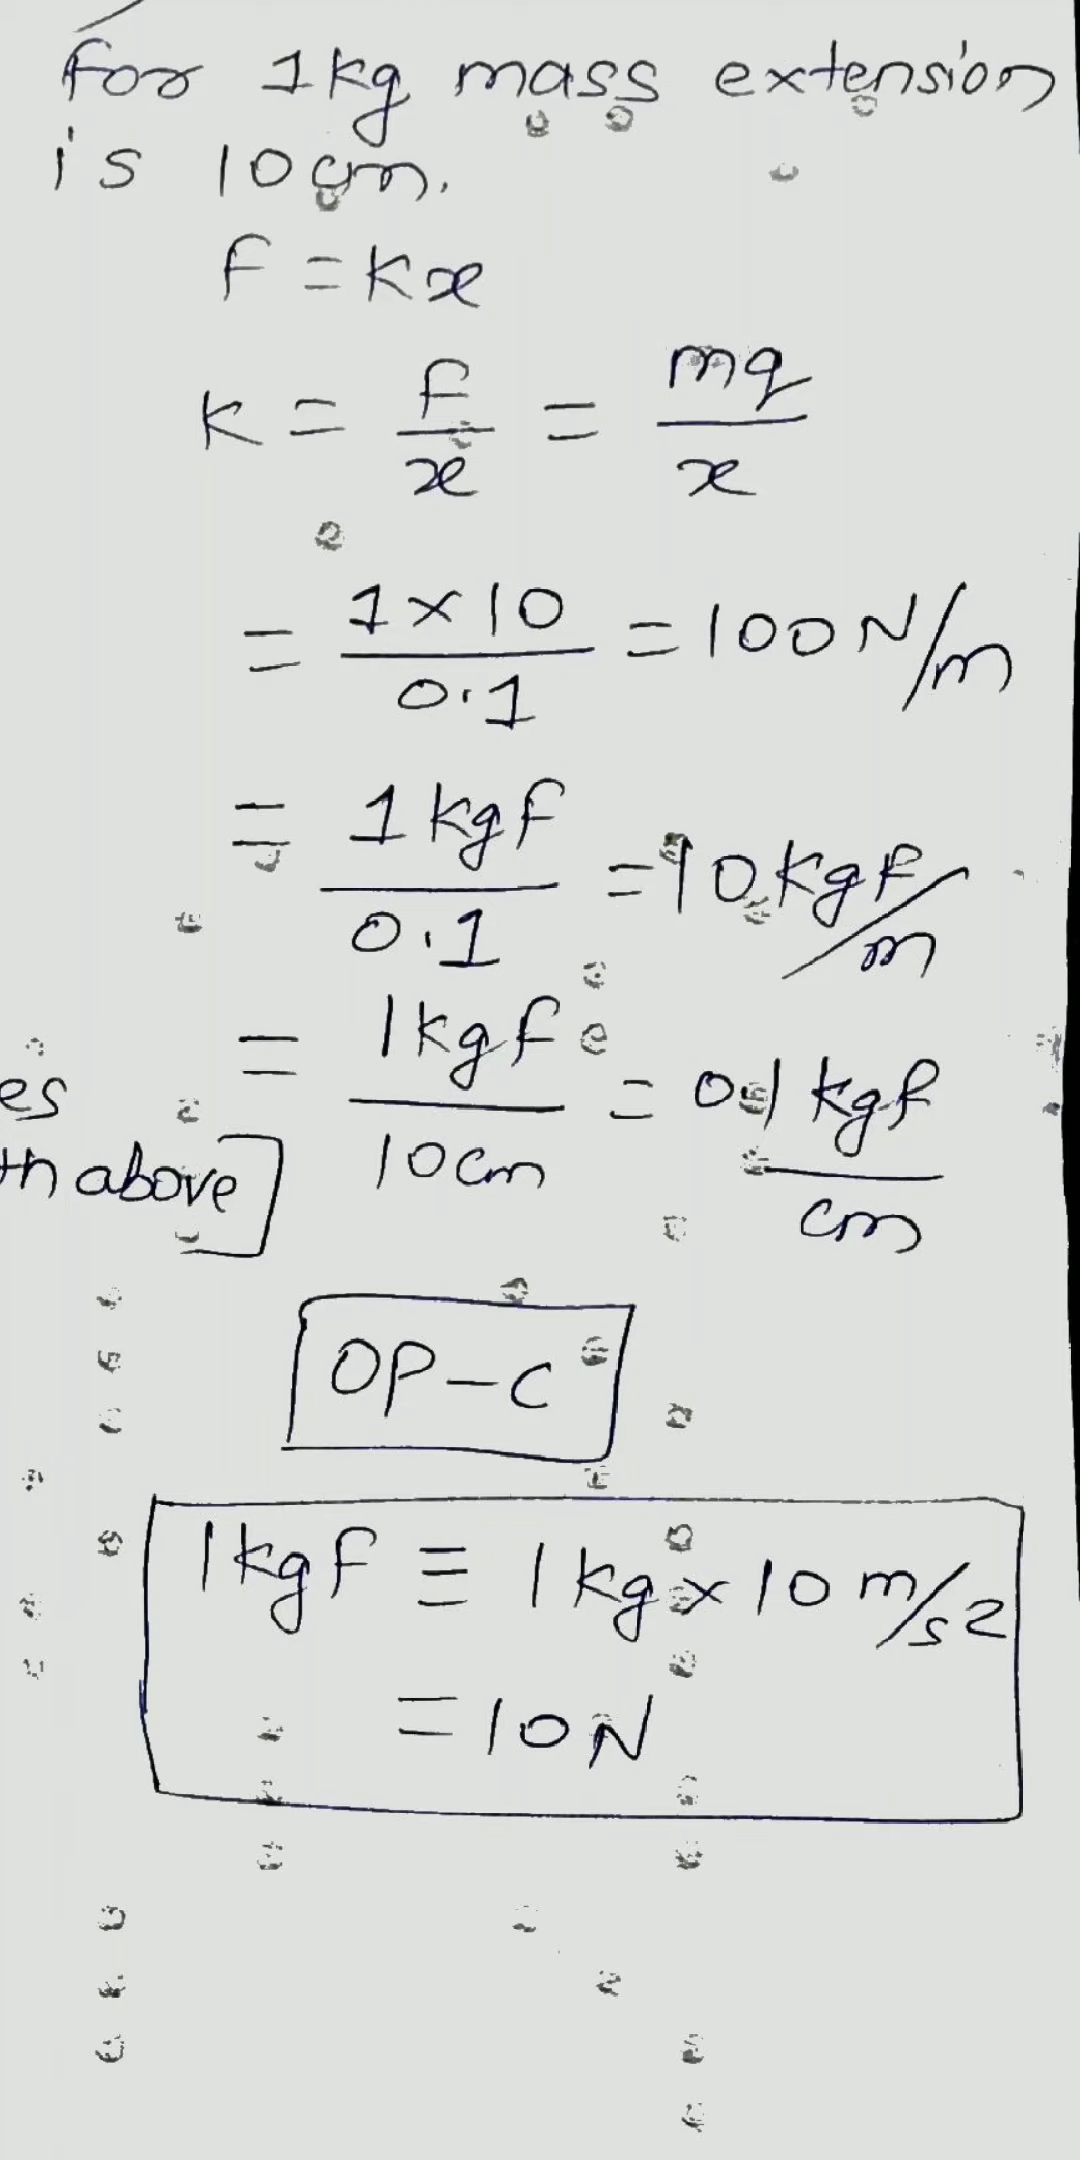 for 1kg mass extension
is 10cm.
F = Kx
K = F/x = mg/x
= 1×10/0.1 = 100 N/m
= 1 kgf/0.1 = 10 kgf/m
= 1kgf/10cm = 0.1 kgf/cm
es
th above]
OP-C
1kgf ≡ 1kg × 10 m/s2
= 10N